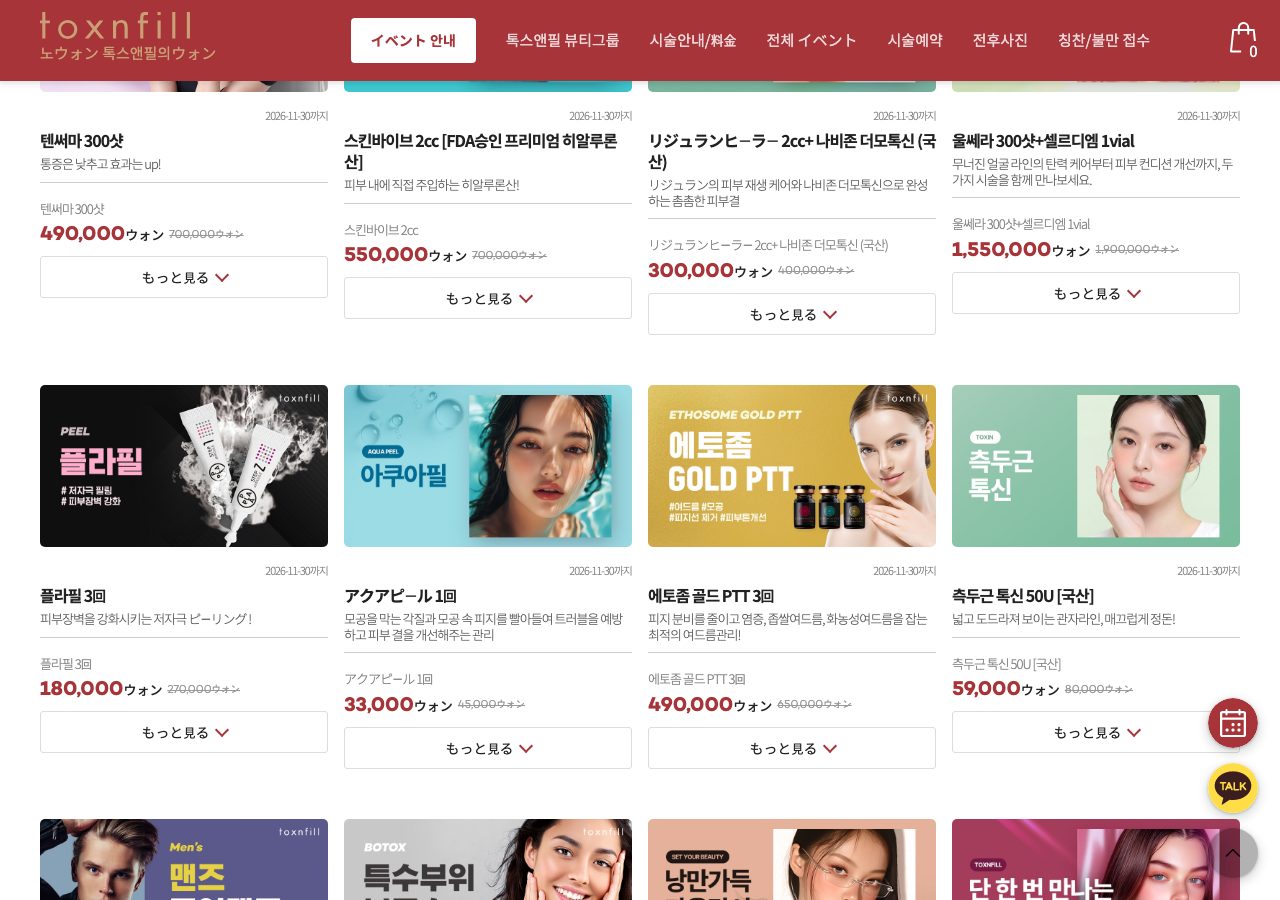 toxnfill
노ウォン 톡스앤필의ウォン
イベント 안내
톡스앤필 뷰티그룹
시술안내/料金
전체 イベント
시술예약
전후사진
칭찬/불만 접수
0
2026-11-30까지
텐써마 300샷
통증은 낮추고 효과는 up!
텐써마 300샷
490,000ウォン 700,000ウォン
もっと見る
2026-11-30까지
스킨바이브 2cc [FDA승인 프리미엄 히알루론
산]
피부 내에 직접 주입하는 히알루론산!
스킨바이브 2cc
550,000ウォン 700,000ウォン
もっと見る
2026-11-30까지
リジュランヒーラー 2cc+ 나비존 더모톡신 (국
산)
リジュラン의 피부 재생 케어와 나비존 더모톡신으로 완성
하는 촘촘한 피부결
リジュランヒーラー 2cc+ 나비존 더모톡신 (국산)
300,000ウォン 400,000ウォン
もっと見る
2026-11-30까지
울쎄라 300샷+셀르디엠 1vial
무너진 얼굴 라인의 탄력 케어부터 피부 컨디션 개선까지, 두
가지 시술을 함께 만나보세요.
울쎄라 300샷+셀르디엠 1vial
1,550,000ウォン 1,900,000ウォン
もっと見る
toxnfill
PEEL
플라필
# 저자극 필링
# 피부장벽 강화
2026-11-30까지
플라필 3回
피부장벽을 강화시키는 저자극 ピーリング !
플라필 3回
180,000ウォン 270,000ウォン
もっと見る
AQUA PEEL
아쿠아필
2026-11-30까지
アクアピール 1回
모공을 막는 각질과 모공 속 피지를 빨아들여 트러블을 예방
하고 피부 결을 개선해주는 관리
アクアピール 1回
33,000ウォン 45,000ウォン
もっと見る
toxnfill
ETHOSOME GOLD PTT
에토좀
GOLD PTT
#여드름 #모공
#피지선 제거 #피부톤개선
2026-11-30까지
에토좀 골드 PTT 3回
피지 분비를 줄이고 염증, 좁쌀여드름, 화농성여드름을 잡는
최적의 여드름관리!
에토좀 골드 PTT 3回
490,000ウォン 650,000ウォン
もっと見る
TOXIN
측두근
톡신
2026-11-30까지
측두근 톡신 50U [국산]
넓고 도드라져 보이는 관자라인, 매끄럽게 정돈!
측두근 톡신 50U [국산]
59,000ウォン 80,000ウォン
もっと見る
TALK
toxnfill
Men's
맨즈
toxnfill
BOTOX
특수부위
SET YOUR BEAUTY
낭만가득
TOXNFILL
단 한 번 만나는